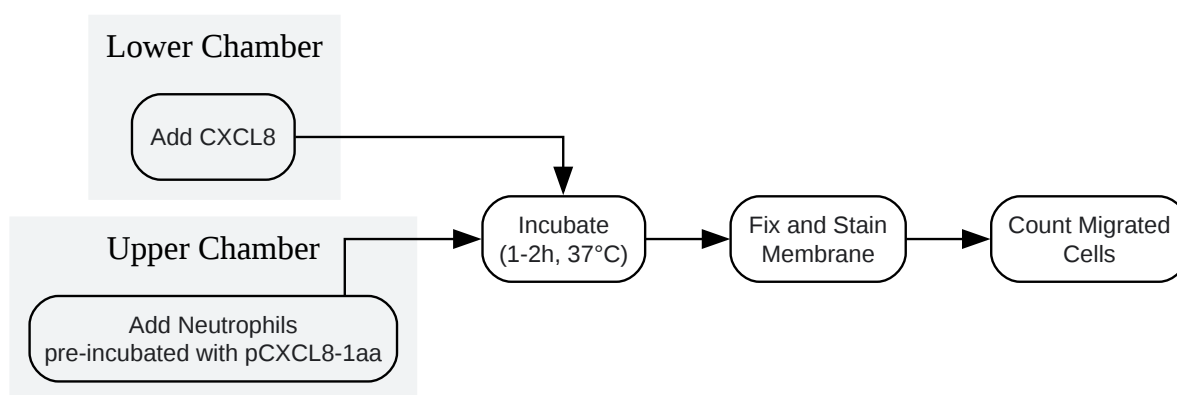 Lower Chamber
Add CXCL8
Upper Chamber
Add Neutrophils
pre-incubated with pCXCL8-1aa
Incubate
(1-2h, 37°C)
Fix and Stain
Membrane
Count Migrated
Cells